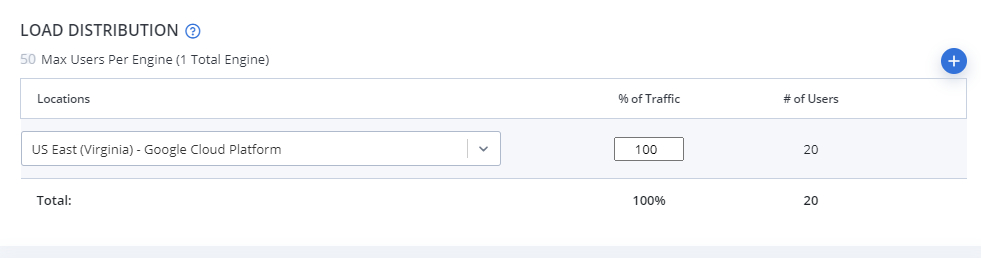 LOAD DISTRIBUTION ?
50 Max Users Per Engine (1 Total Engine)
Locations % of Traffic # of Users
US East (Virginia) - Google Cloud Platform 100 20
Total: 100% 20